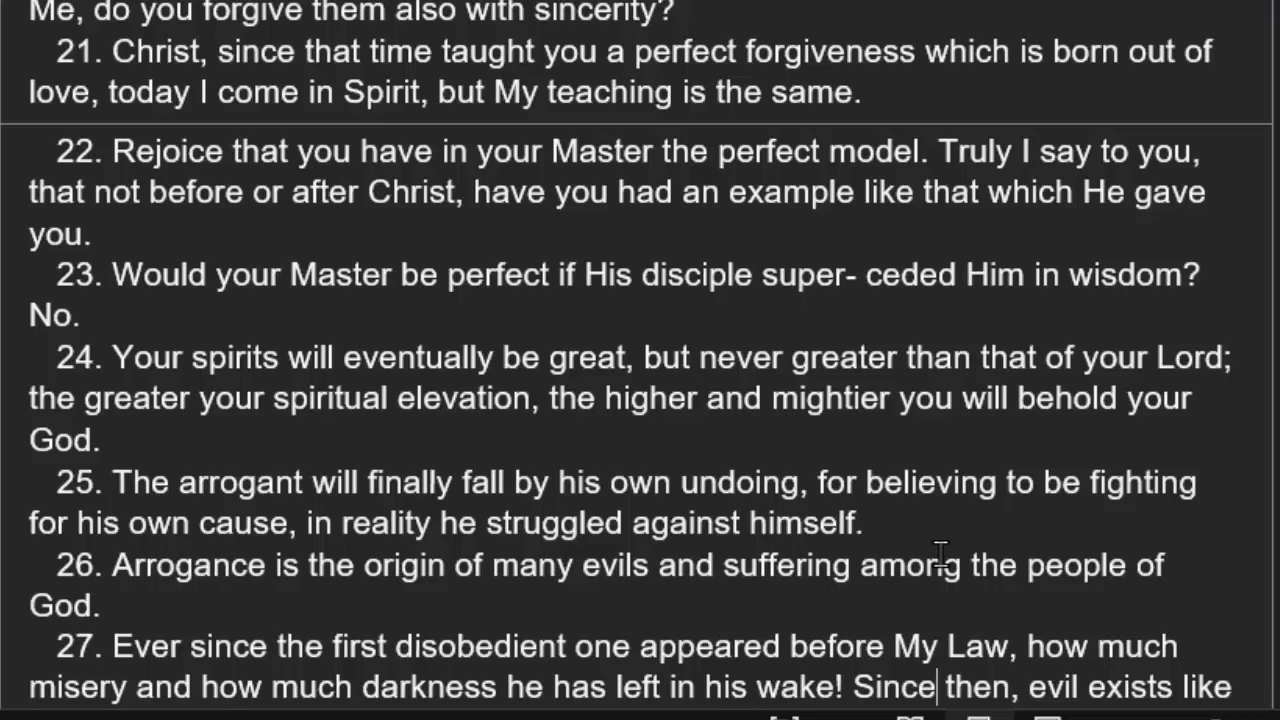 Me, do you forgive them also with sincerity?
21. Christ, since that time taught you a perfect forgiveness which is born out of
love, today I come in Spirit, but My teaching is the same.
22. Rejoice that you have in your Master the perfect model. Truly I say to you,
that not before or after Christ, have you had an example like that which He gave
you.
23. Would your Master be perfect if His disciple super- ceded Him in wisdom?
No.
24. Your spirits will eventually be great, but never greater than that of your Lord;
the greater your spiritual elevation, the higher and mightier you will behold your
God.
25. The arrogant will finally fall by his own undoing, for believing to be fighting
for his own cause, in reality he struggled against himself.
26. Arrogance is the origin of many evils and suffering among the people of
God.
27. Ever since the first disobedient one appeared before My Law, how much
misery and how much darkness he has left in his wake! Since then, evil exists like